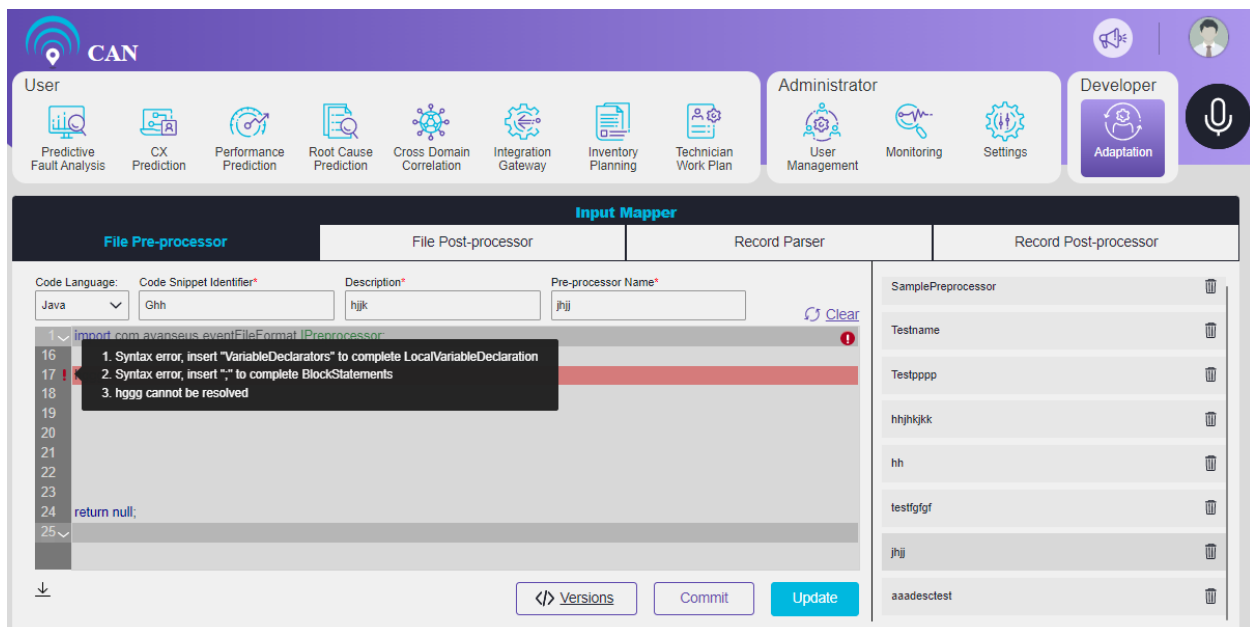 CAN
User
Administrator
Developer
Predictive
Fault Analysis
CX
Prediction
Performance
Prediction
Root Cause
Prediction
Cross Domain
Correlation
Integration
Gateway
Inventory
Planning
Technician
Work Plan
User
Management
Monitoring
Settings
Adaptation
Input Mapper
File Pre-processor
File Post-processor
Record Parser
Record Post-processor
Code Language:
Java
Code Snippet Identifier*
Ghh
Description*
hjjk
Pre-processor Name*
jhjj
Clear
1 import com.avanseus.eventFileFormat.IPreprocessor;
16
17 !
18
19
20
21
22
23
24 return null;
25
1. Syntax error, insert "VariableDeclarators" to complete LocalVariableDeclaration
2. Syntax error, insert ";" to complete BlockStatements
3. hggg cannot be resolved
</> Versions
Commit
Update
SamplePreprocessor
Testname
Testpppp
hhjhkjkk
hh
testfgfgf
jhjj
aaadesctest